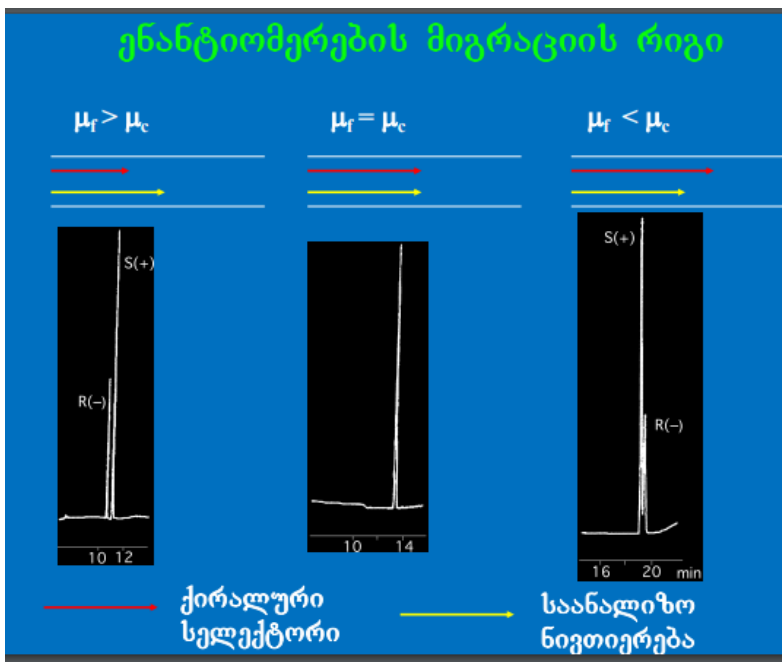 ენანტიომერების მიგრაციის რიგი
μf > μc
μf = μc
μf < μc
S(+)
R(–)
10 12
10 14
S(+)
R(–)
16 20 min
ქირალური
სელექტორი
საანალიზო
ნივთიერება